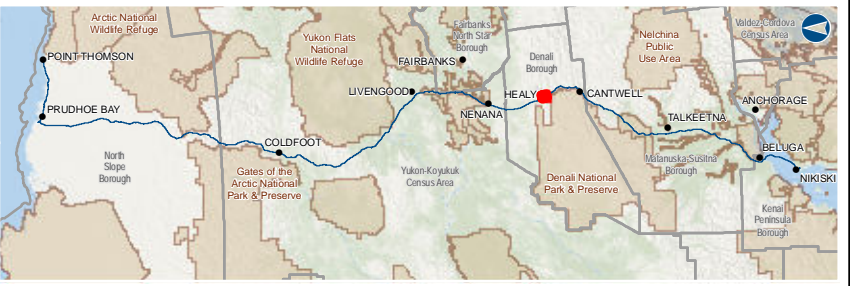 Arctic National
Wildlife Refuge
POINT THOMSON
PRUDHOE BAY
North
Slope
Borough
COLDFOOT
Gates of the
Arctic National
Park & Preserve
Yukon Flats
National
Wildlife Refuge
LIVENGOOD
Fairbanks
North Star
Borough
FAIRBANKS
NENANA
Yukon-Koyukuk
Census Area
Denali
Borough
HEALY
CANTWELL
Denali National
Park & Preserve
Nelchina
Public
Use Area
TALKEETNA
Matanuska-Susitna
Borough
Valdez-Cordova
Census Area
ANCHORAGE
BELUGA
NIKISKI
Kenai
Peninsula
Borough